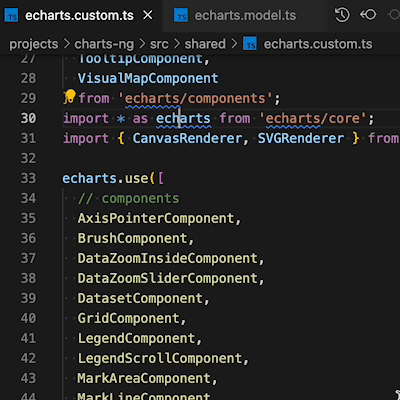 TS echarts.custom.ts × TS echarts.model.ts
projects > charts-ng > src > shared > TS echarts.custom.ts
27 TooltipComponent,
28 VisualMapComponent
29 } from 'echarts/components';
30 import * as echarts from 'echarts/core';
31 import { CanvasRenderer, SVGRenderer } from
32
33 echarts.use([
34 // components
35 AxisPointerComponent,
36 BrushComponent,
37 DataZoomInsideComponent,
38 DataZoomSliderComponent,
39 DatasetComponent,
40 GridComponent,
41 LegendComponent,
42 LegendScrollComponent,
43 MarkAreaComponent,
44 MarkLineComponent,